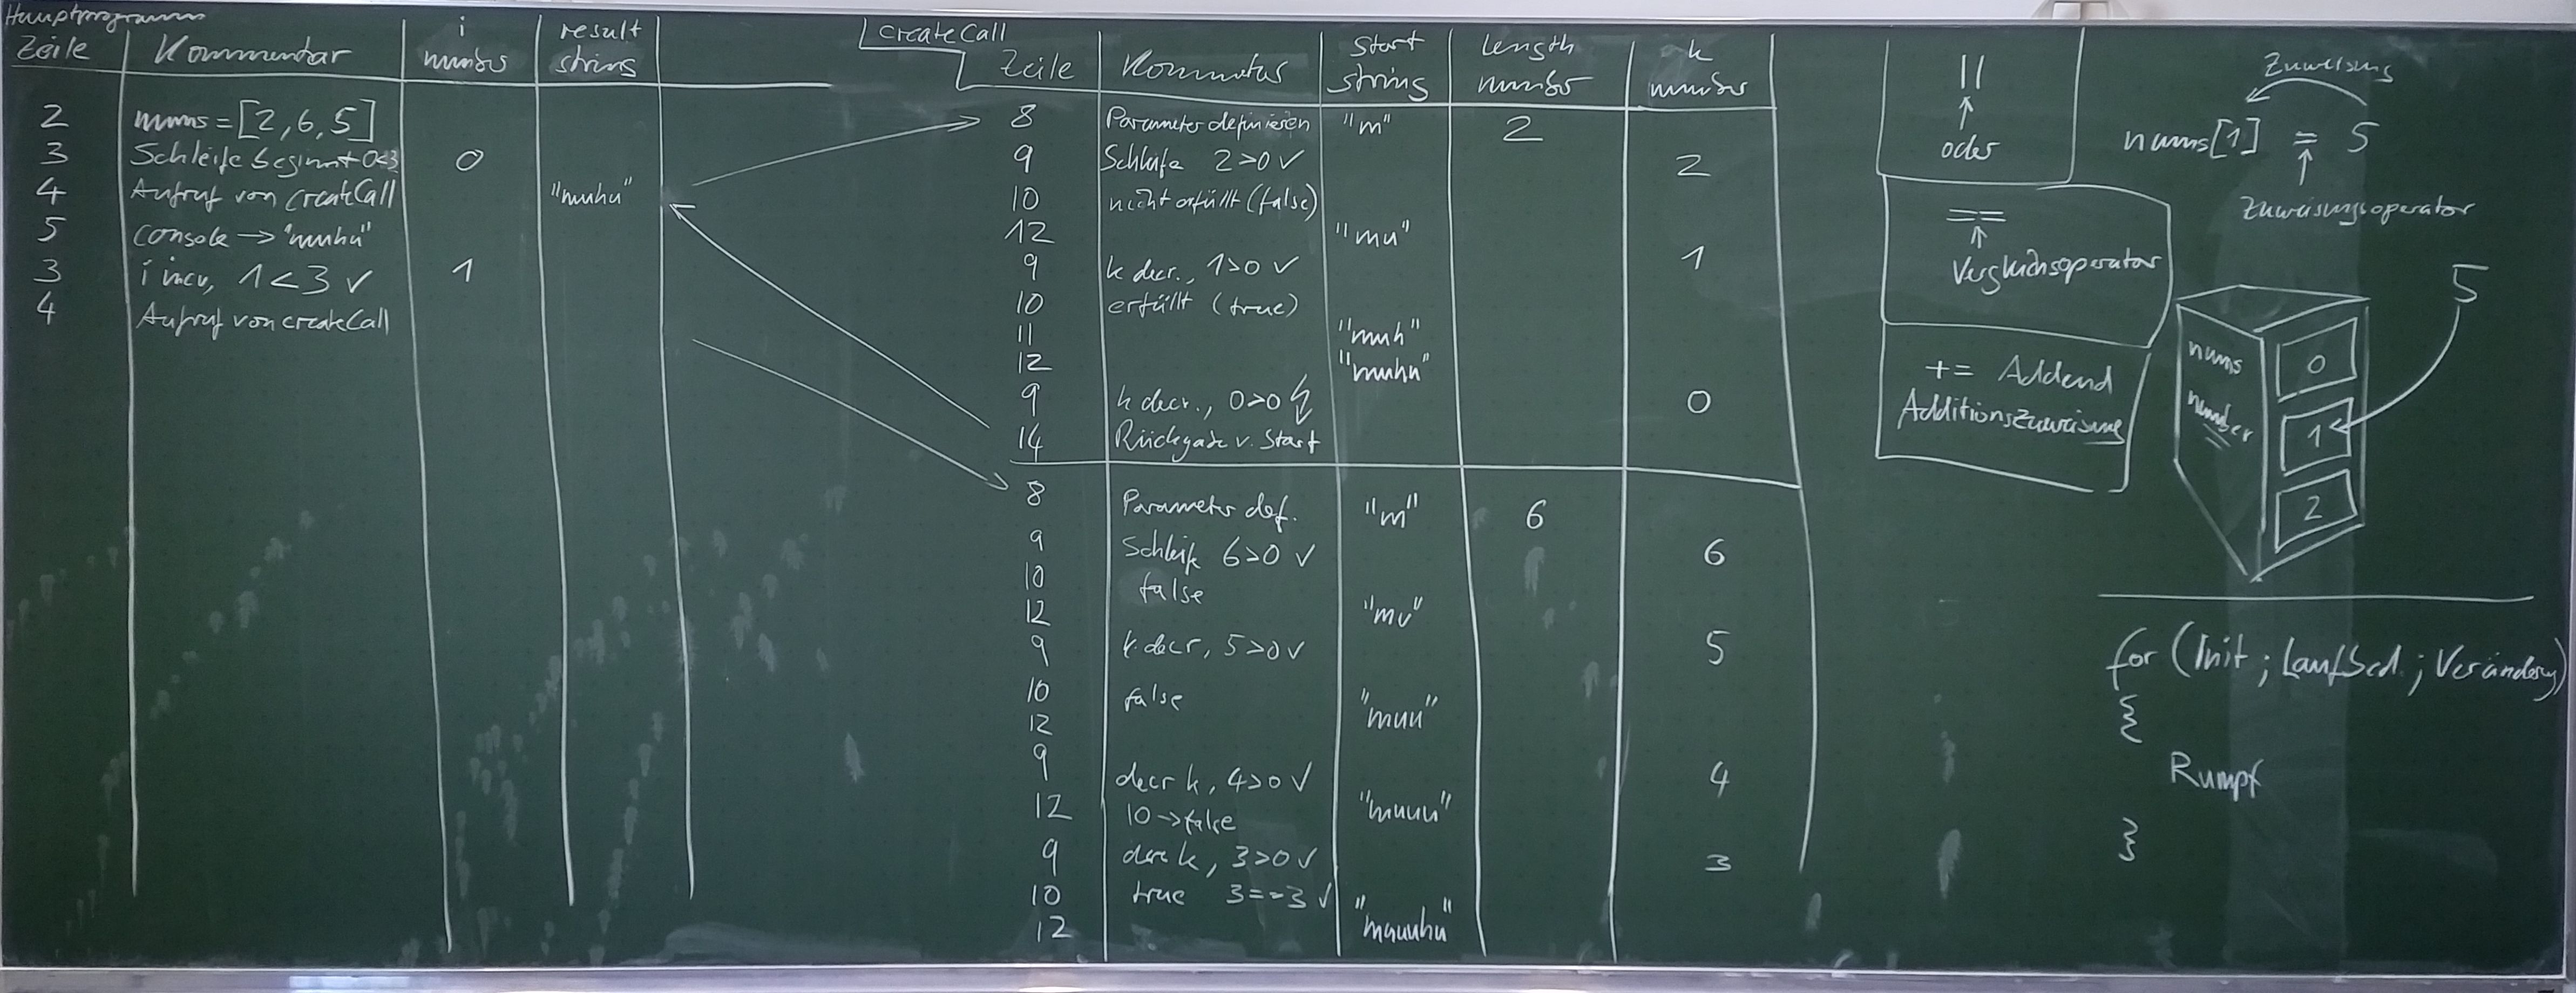 Hauptprogramm
Zeile Kommentar i number result string
2 nums = [2,6,5]
3 Schleife beginnt 0<3 0
4 Aufruf von createCall "muhu"
5 console → "muhu"
3 i incr, 1<3 ✓ 1
4 Aufruf von createCall
createCall
Zeile Kommentar start string length number k number
8 Parameter definieren "m" 2
9 Schleife 2>0 ✓ 2
10 nicht erfüllt (false)
12 "mu"
9 k decr., 1>0 ✓ 1
10 erfüllt (true)
11 "muh"
12 "muhu"
9 k decr., 0>0 ↯ 0
14 Rückgabe v. Start
8 Parameter def. "m" 6
9 Schleife 6>0 ✓ 6
10 false
12 "mu"
9 k decr, 5>0 ✓ 5
10 false
12 "muu"
9 decr k, 4>0 ✓ 4
12 10→false "muuu"
9 decr k, 3>0 ✓ 3
10 true 3==3 ✓
12 "muuuhu"
||
↑
oder
==
↑
Vergleichsoperator
+= Addend
Additionszuweisung
Zuweisung
nums[1] = 5
↑
Zuweisungsoperator
5
nums
number
0
1
2
for (Init ; Laufbed. ; Veränderung)
{
Rumpf
}